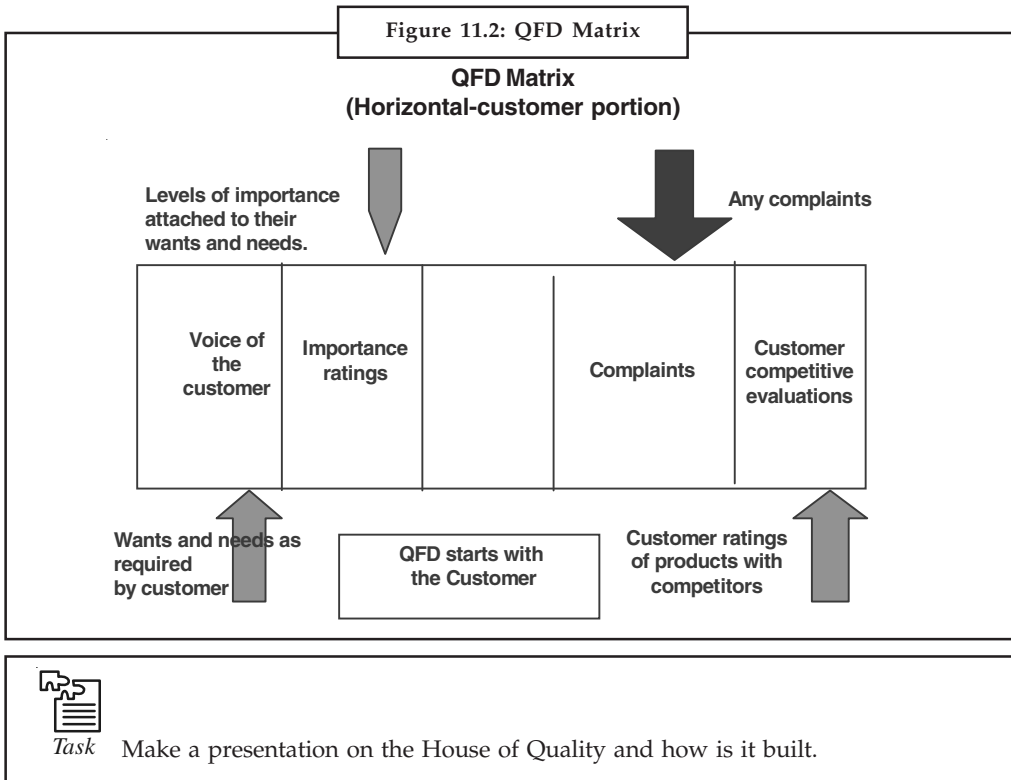 Figure 11.2: QFD Matrix
QFD Matrix
(Horizontal-customer portion)
Levels of importance
attached to their
wants and needs.
Any complaints
Voice of
the
customer
Importance
ratings
Complaints
Customer
competitive
evaluations
Wants and needs as
required
by customer
QFD starts with
the Customer
Customer ratings
of products with
competitors
Task Make a presentation on the House of Quality and how is it built.